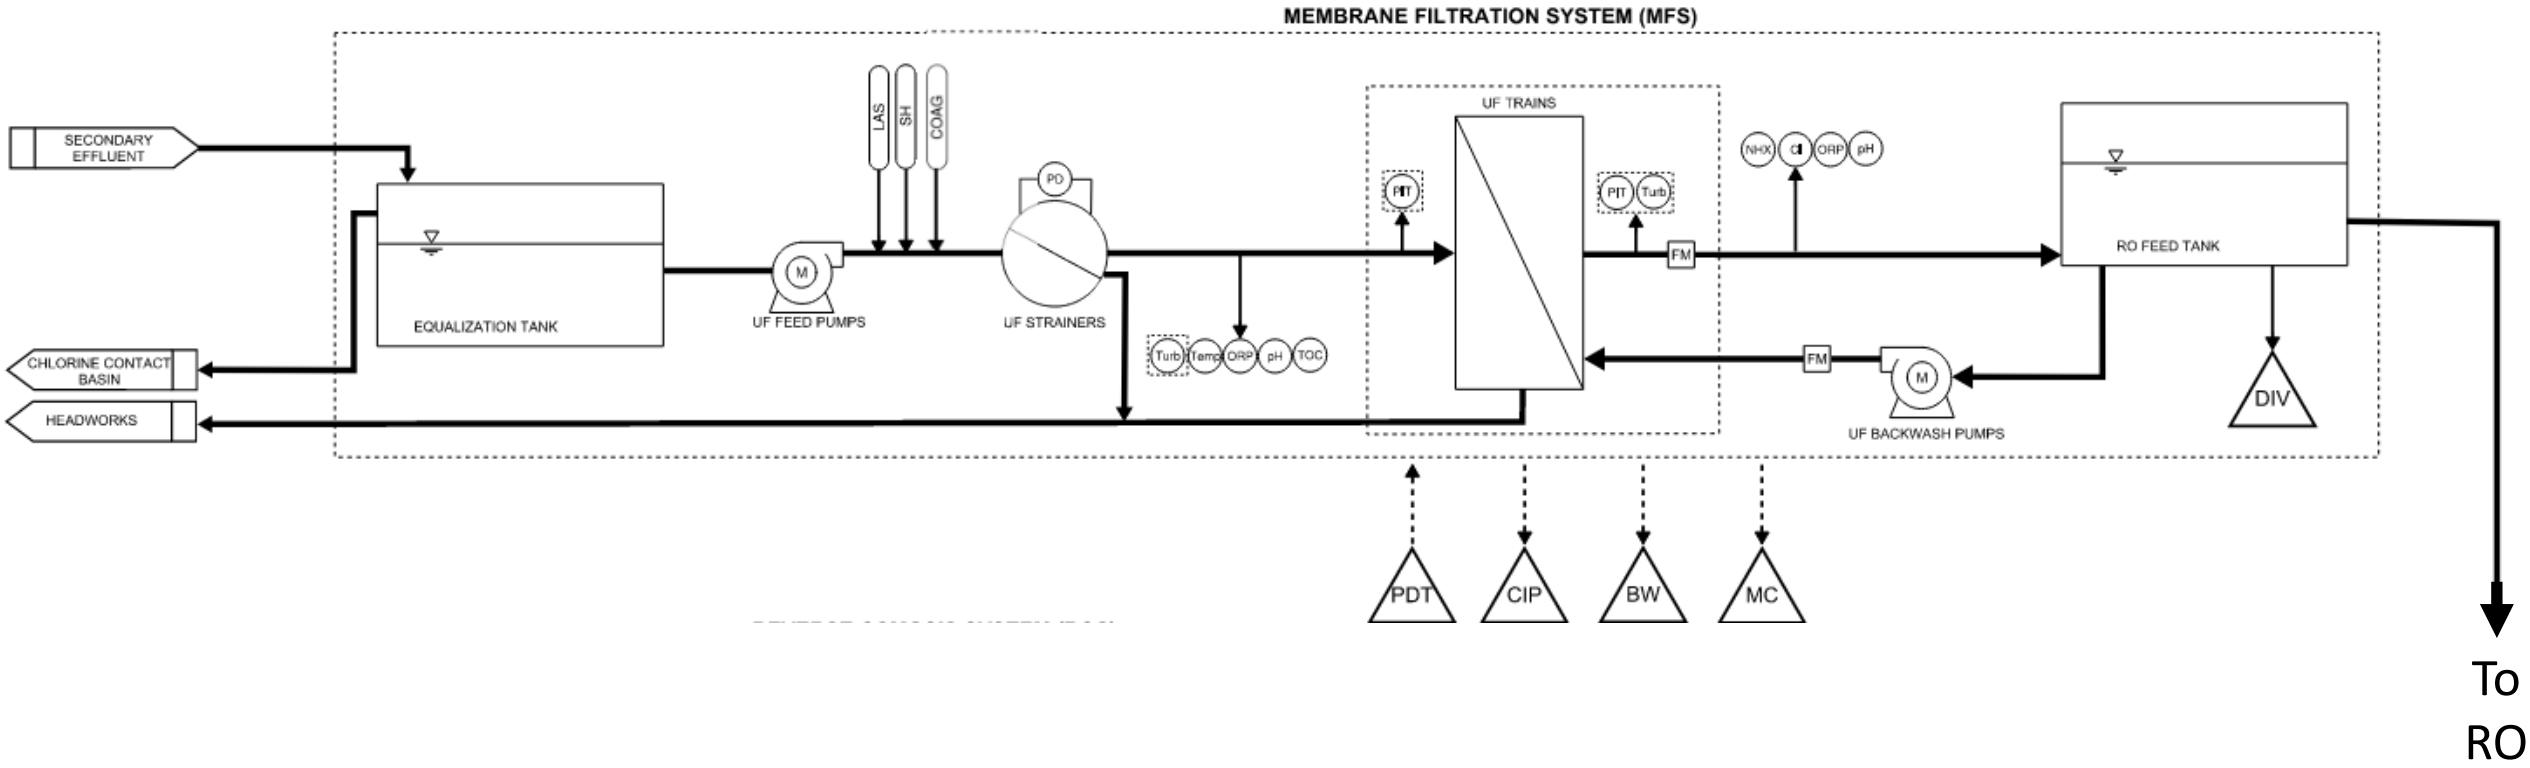 MEMBRANE FILTRATION SYSTEM (MFS)
SECONDARY
EFFLUENT
LAS
SH
COAG
PD
UF TRAINS
PIT
PIT
Turb
NHX
Cl
ORP
pH
M
EQUALIZATION TANK
UF FEED PUMPS
UF STRAINERS
FM
RO FEED TANK
CHLORINE CONTACT
BASIN
HEADWORKS
Turb
Temp
ORP
pH
TOC
FM
M
UF BACKWASH PUMPS
DIV
PDT
CIP
BW
MC
To
RO